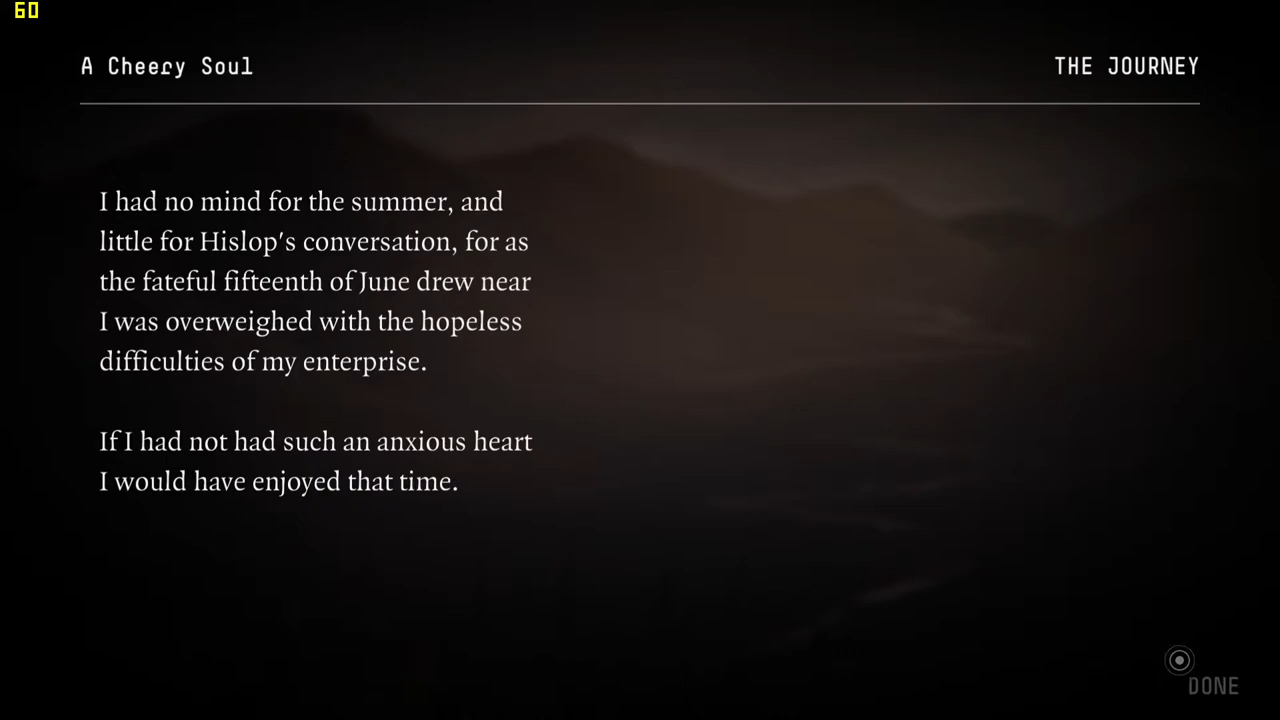 60
A Cheery Soul
THE JOURNEY
I had no mind for the summer, and
little for Hislop's conversation, for as
the fateful fifteenth of June drew near
I was overweighed with the hopeless
difficulties of my enterprise.
If I had not had such an anxious heart
I would have enjoyed that time.
DONE